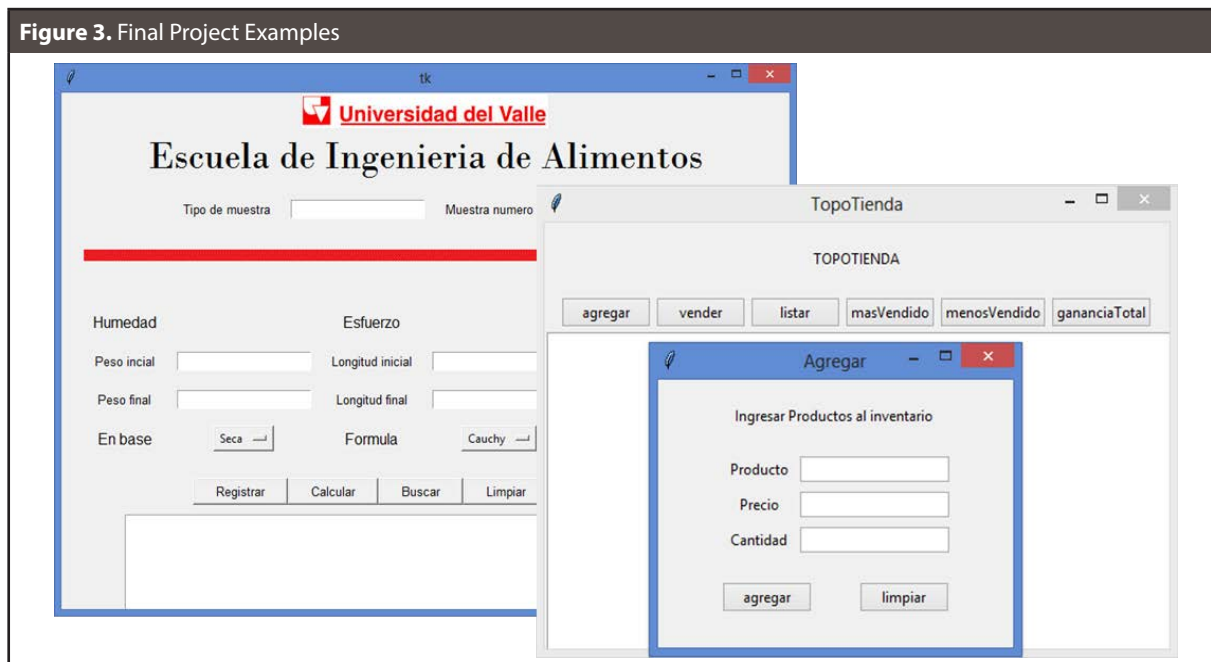 Figure 3. Final Project Examples
tk
Universidad del Valle
Escuela de Ingenieria de Alimentos
Tipo de muestra
Muestra numero
Humedad
Esfuerzo
Peso incial
Longitud inicial
Peso final
Longitud final
En base
Seca
Formula
Cauchy
Registrar
Calcular
Buscar
Limpiar
TopoTienda
TOPOTIENDA
agregar
vender
listar
masVendido
menosVendido
gananciaTotal
Agregar
Ingresar Productos al inventario
Producto
Precio
Cantidad
agregar
limpiar